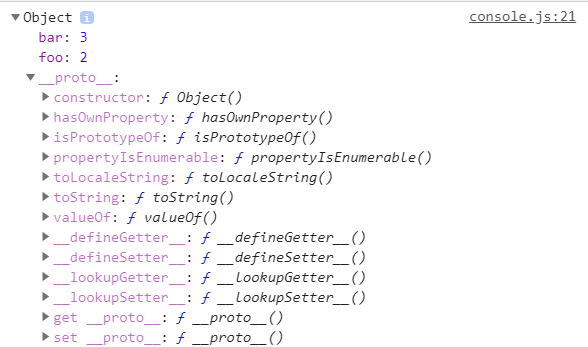 ▼Object i console.js:21
bar: 3
foo: 2
▼__proto__:
▶constructor: ƒ Object()
▶hasOwnProperty: ƒ hasOwnProperty()
▶isPrototypeOf: ƒ isPrototypeOf()
▶propertyIsEnumerable: ƒ propertyIsEnumerable()
▶toLocaleString: ƒ toLocaleString()
▶toString: ƒ toString()
▶valueOf: ƒ valueOf()
▶__defineGetter__: ƒ __defineGetter__()
▶__defineSetter__: ƒ __defineSetter__()
▶__lookupGetter__: ƒ __lookupGetter__()
▶__lookupSetter__: ƒ __lookupSetter__()
▶get __proto__: ƒ __proto__()
▶set __proto__: ƒ __proto__()